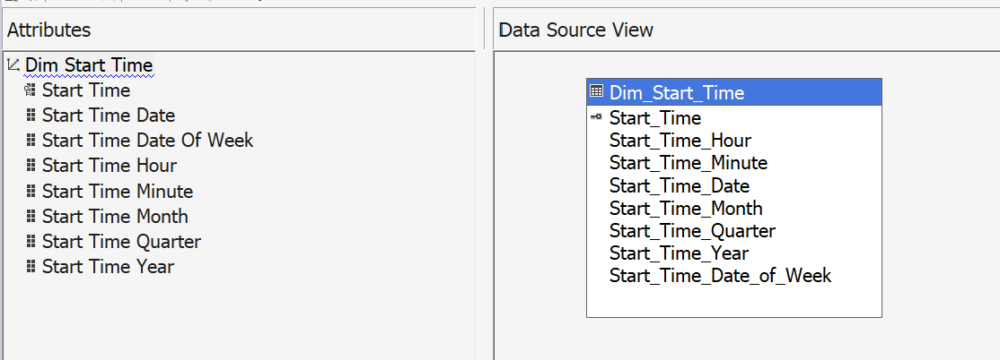 Attributes
Dim Start Time
Start Time
Start Time Date
Start Time Date Of Week
Start Time Hour
Start Time Minute
Start Time Month
Start Time Quarter
Start Time Year
Data Source View
Dim_Start_Time
Start_Time
Start_Time_Hour
Start_Time_Minute
Start_Time_Date
Start_Time_Month
Start_Time_Quarter
Start_Time_Year
Start_Time_Date_of_Week